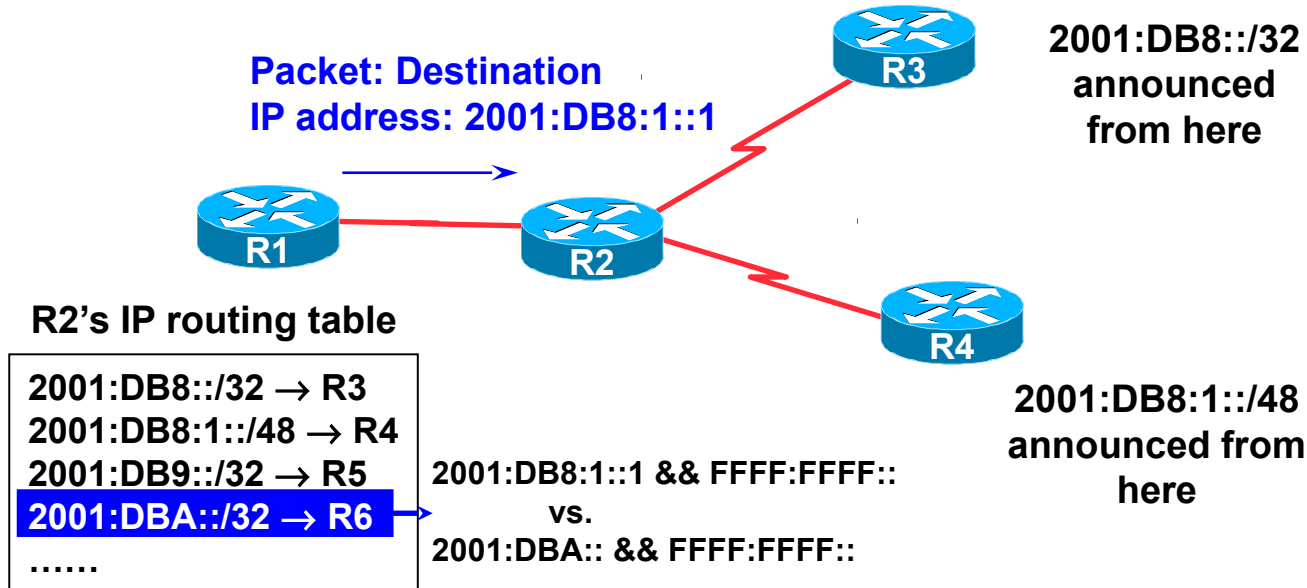 Packet: Destination
IP address: 2001:DB8:1::1
R3
2001:DB8::/32
announced
from here
R1
R2
R4
2001:DB8:1::/48
announced from
here
R2’s IP routing table
2001:DB8::/32 → R3
2001:DB8:1::/48 → R4
2001:DB9::/32 → R5
2001:DBA::/32 → R6
……
2001:DB8:1::1 && FFFF:FFFF::
vs.
2001:DBA:: && FFFF:FFFF::